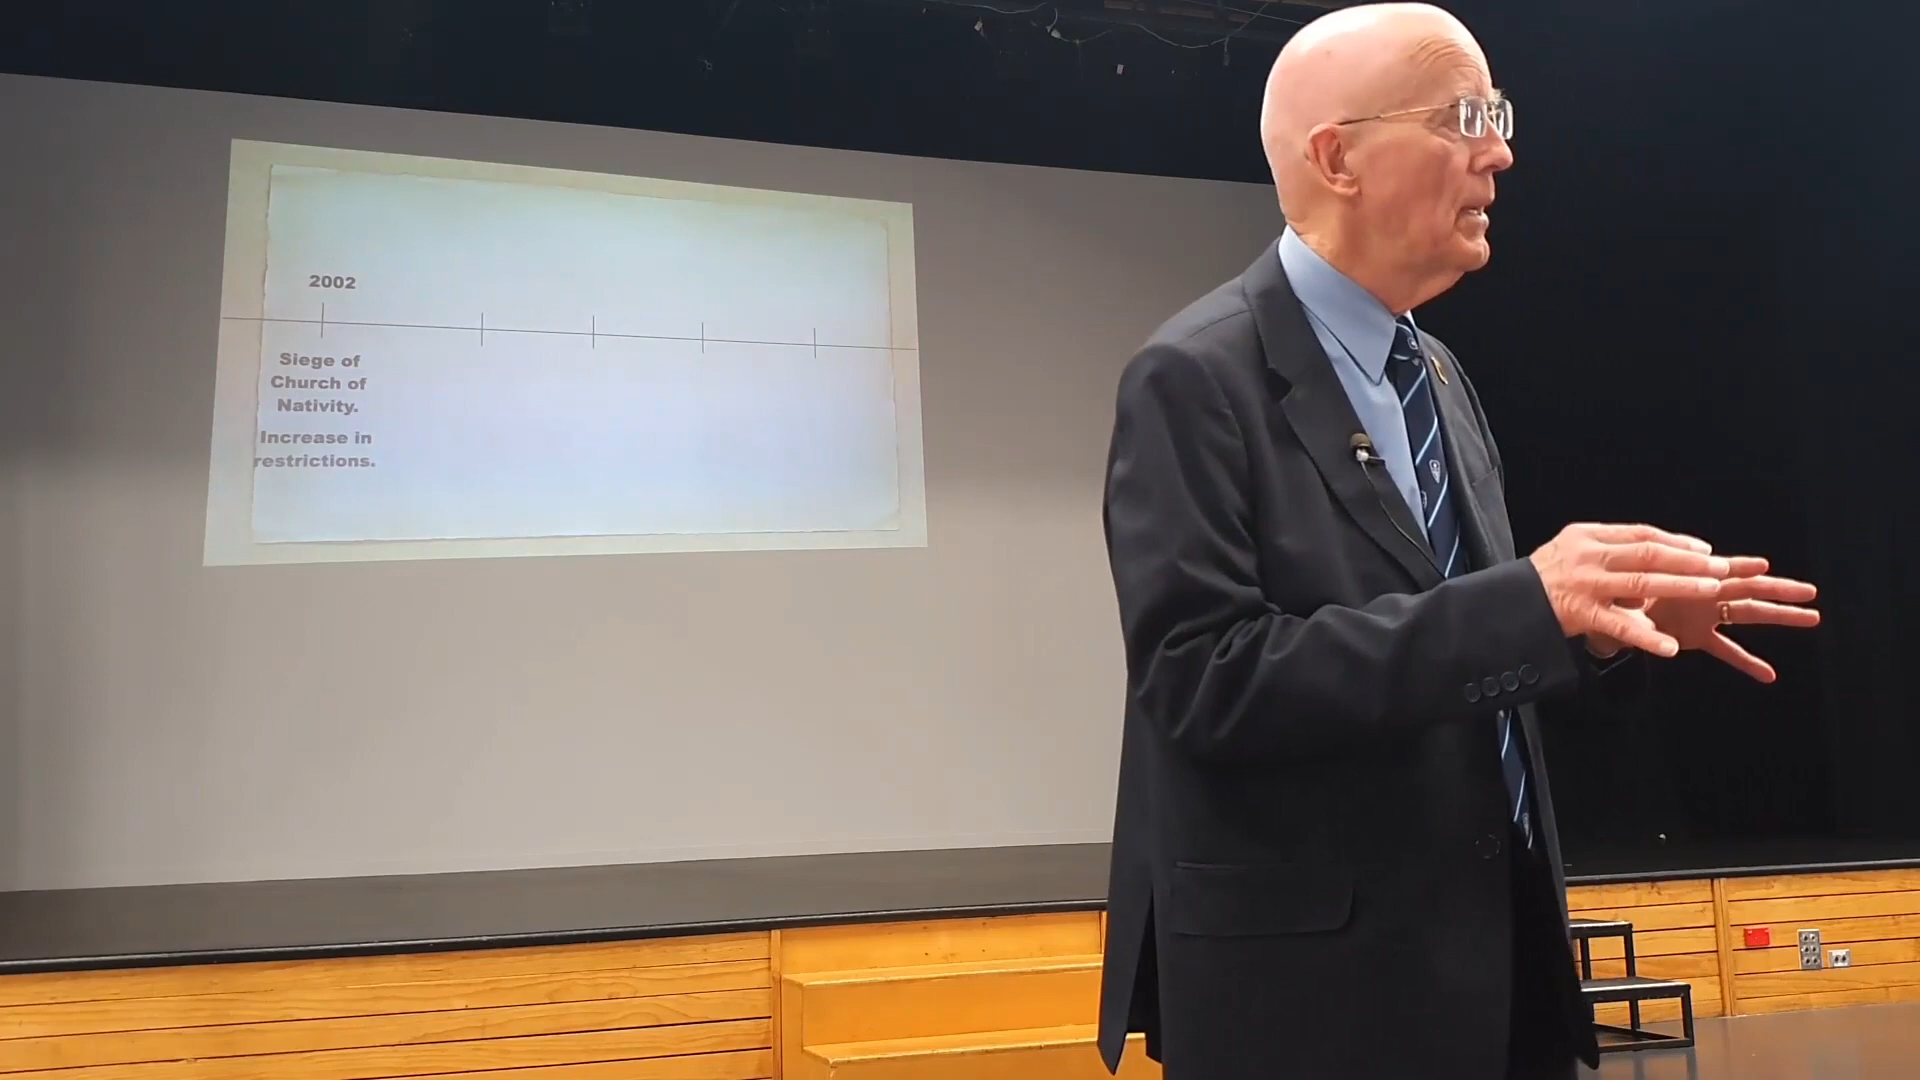 2002
Siege of
Church of
Nativity.
Increase in
restrictions.